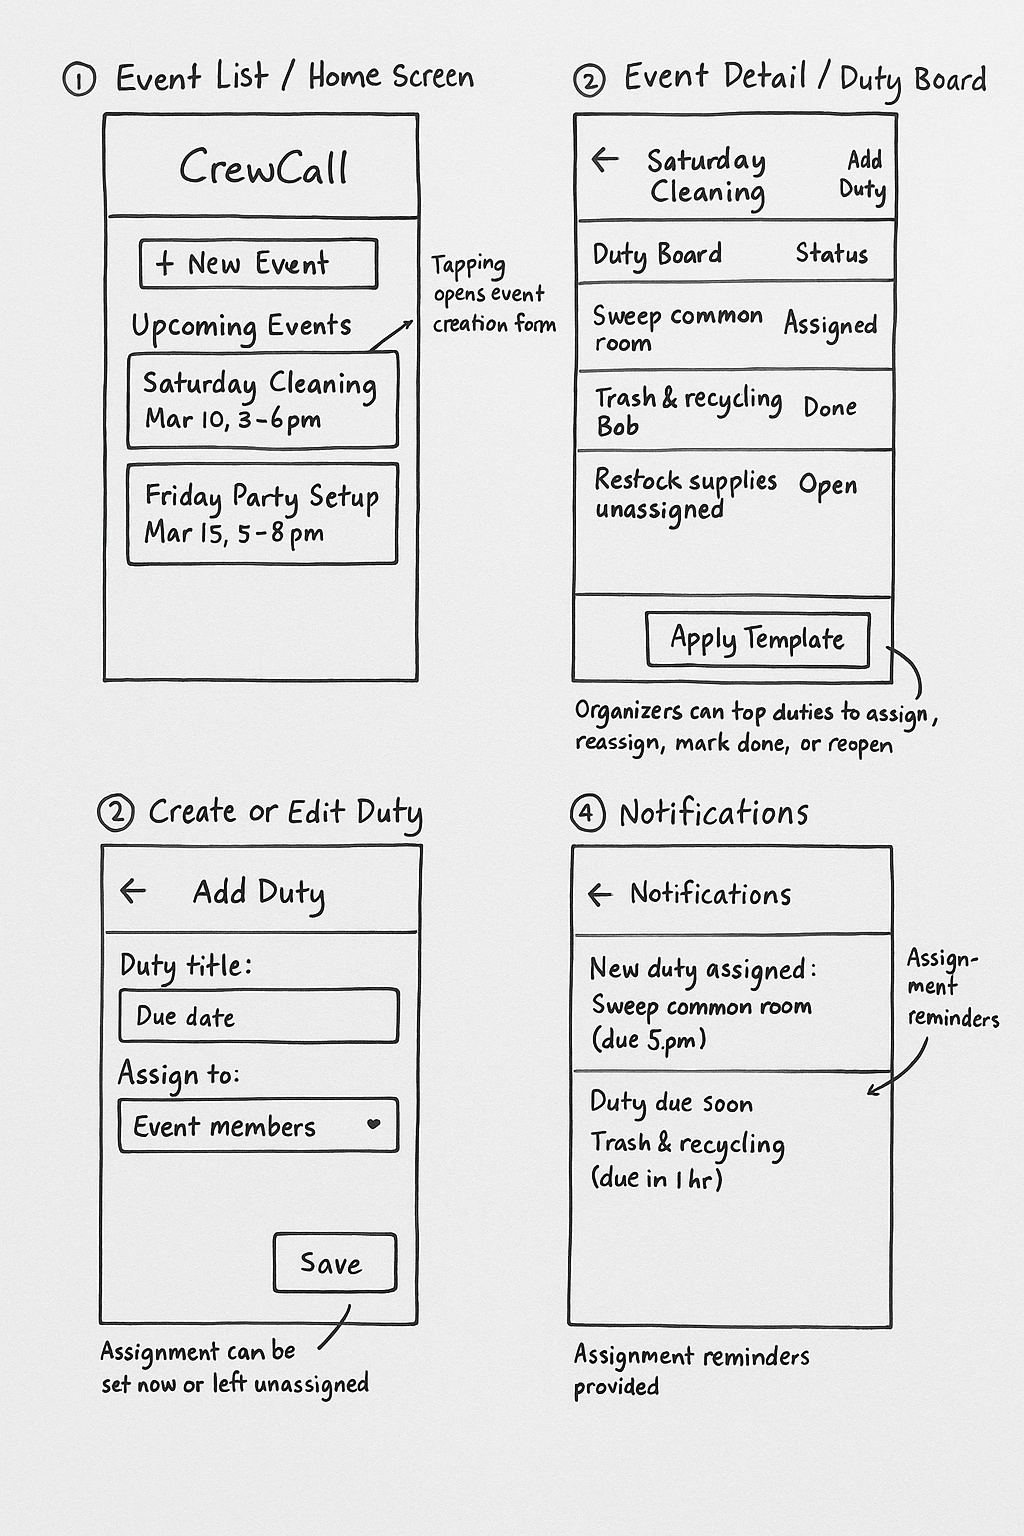 ① Event List / Home Screen
CrewCall
+ New Event
Upcoming Events
Saturday Cleaning
Mar 10, 3-6pm
Friday Party Setup
Mar 15, 5-8pm
Tapping
opens event
creation form
② Event Detail / Duty Board
← Saturday
Cleaning
Add
Duty
Duty Board Status
Sweep common
room
Assigned
Trash & recycling
Bob
Done
Restock supplies
unassigned
Open
Apply Template
Organizers can top duties to assign,
reassign, mark done, or reopen
② Create or Edit Duty
← Add Duty
Duty title:
Due date
Assign to:
Event members
Save
Assignment can be
set now or left unassigned
④ Notifications
← Notifications
New duty assigned:
Sweep common room
(due 5.pm)
Duty due soon
Trash & recycling
(due in 1 hr)
Assign-
ment
reminders
Assignment reminders
provided